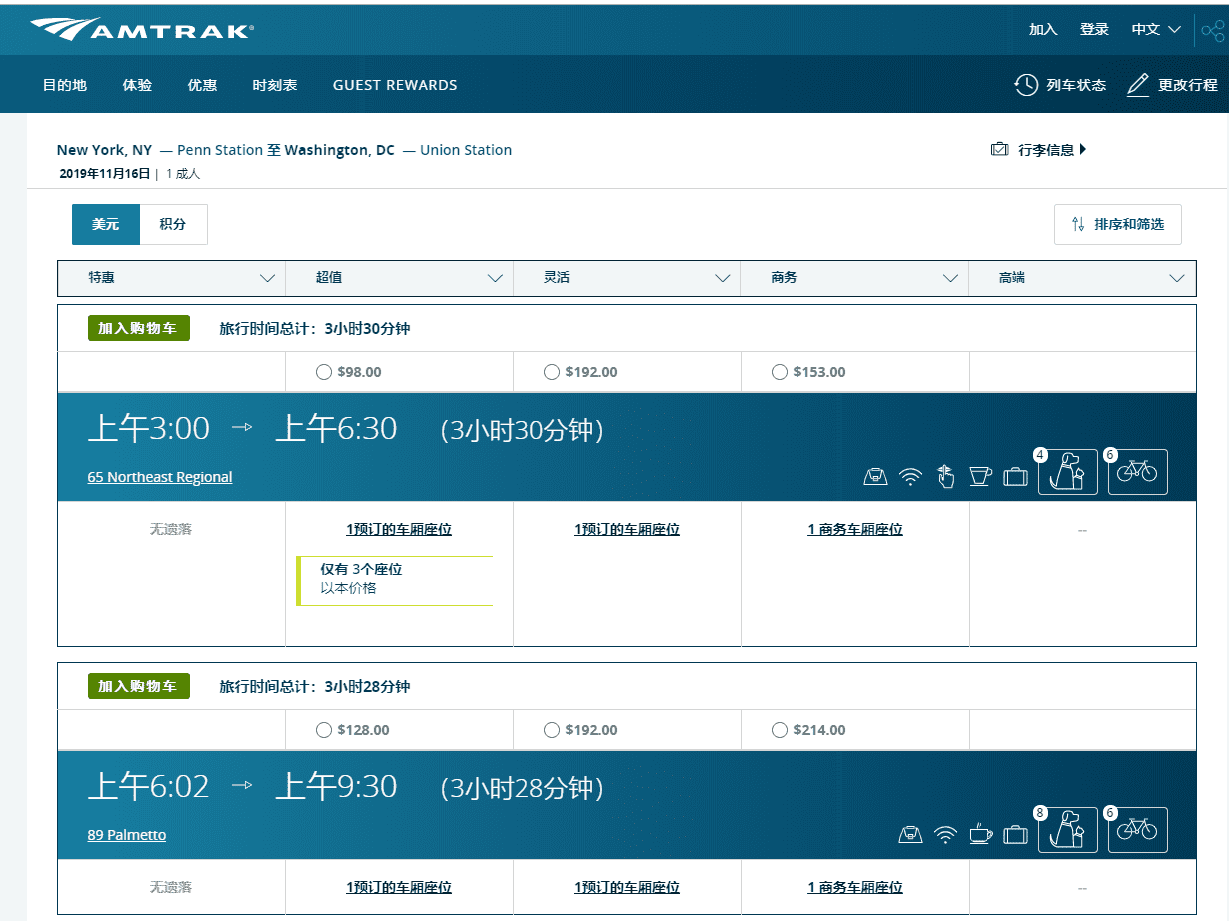 AMTRAK
加入 登录 中文
目的地 体验 优惠 时刻表 GUEST REWARDS 列车状态 更改行程
New York, NY — Penn Station 至 Washington, DC — Union Station 行李信息
2019年11月16日 | 1 成人
美元 积分 排序和筛选
特惠 超值 灵活 商务 高端
加入购物车 旅行时间总计：3小时30分钟
$98.00 $192.00 $153.00
上午3:00 上午6:30 (3小时30分钟)
4 6
65 Northeast Regional
无遗落 1预订的车厢座位 1预订的车厢座位 1 商务车厢座位 --
仅有 3个座位
以本价格
加入购物车 旅行时间总计：3小时28分钟
$128.00 $192.00 $214.00
上午6:02 上午9:30 (3小时28分钟)
8 6
89 Palmetto
无遗落 1预订的车厢座位 1预订的车厢座位 1 商务车厢座位 --